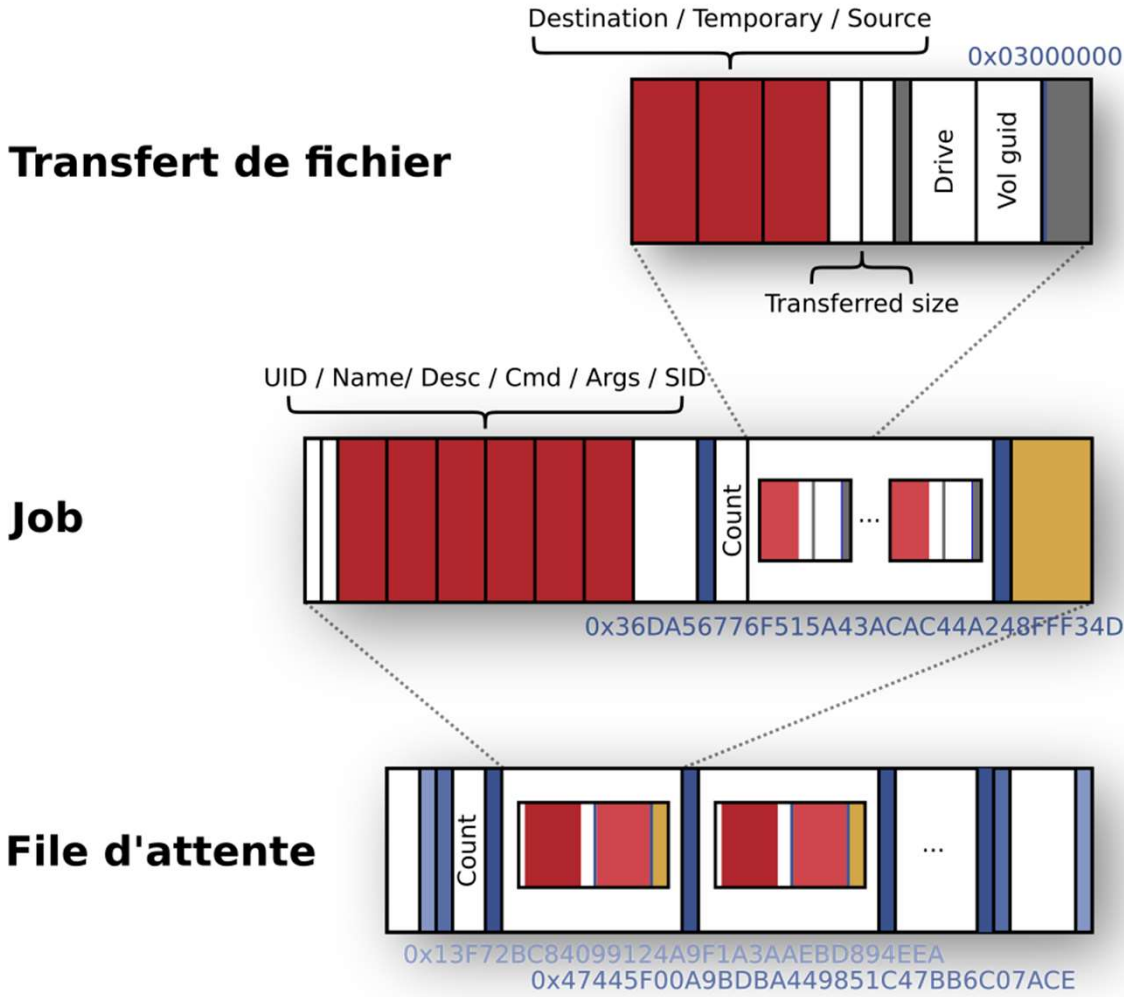 Destination / Temporary / Source
0x03000000
Transfert de fichier
Drive
Vol guid
Transferred size
UID / Name/ Desc / Cmd / Args / SID
Job
Count
...
0x36DA56776F515A43ACAC44A248FFF34D
File d'attente
Count
...
0x13F72BC84099124A9F1A3AAEBD894EEA
0x47445F00A9BDBA449851C47BB6C07ACE